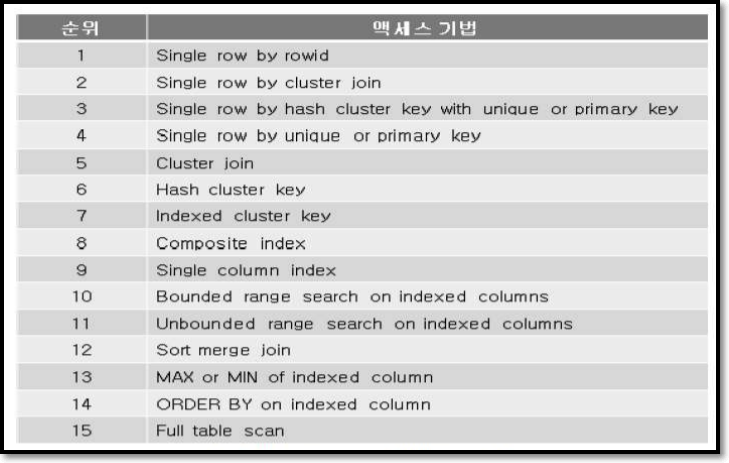 순위 액세스 기법
1 Single row by rowid
2 Single row by cluster join
3 Single row by hash cluster key with unique or primary key
4 Single row by unique or primary key
5 Cluster join
6 Hash cluster key
7 Indexed cluster key
8 Composite index
9 Single column index
10 Bounded range search on indexed columns
11 Unbounded range search on indexed columns
12 Sort merge join
13 MAX or MIN of indexed column
14 ORDER BY on indexed column
15 Full table scan